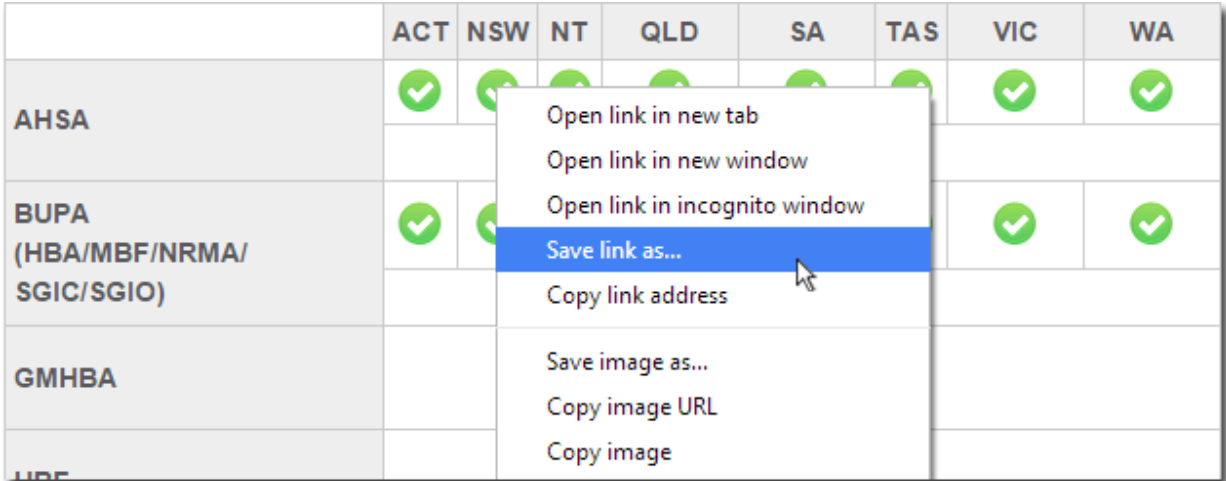 ACT NSW NT QLD SA TAS VIC WA
AHSA
BUPA
(HBA/MBF/NRMA/
SGIC/SGIO)
GMHBA
Open link in new tab
Open link in new window
Open link in incognito window
Save link as...
Copy link address
Save image as...
Copy image URL
Copy image